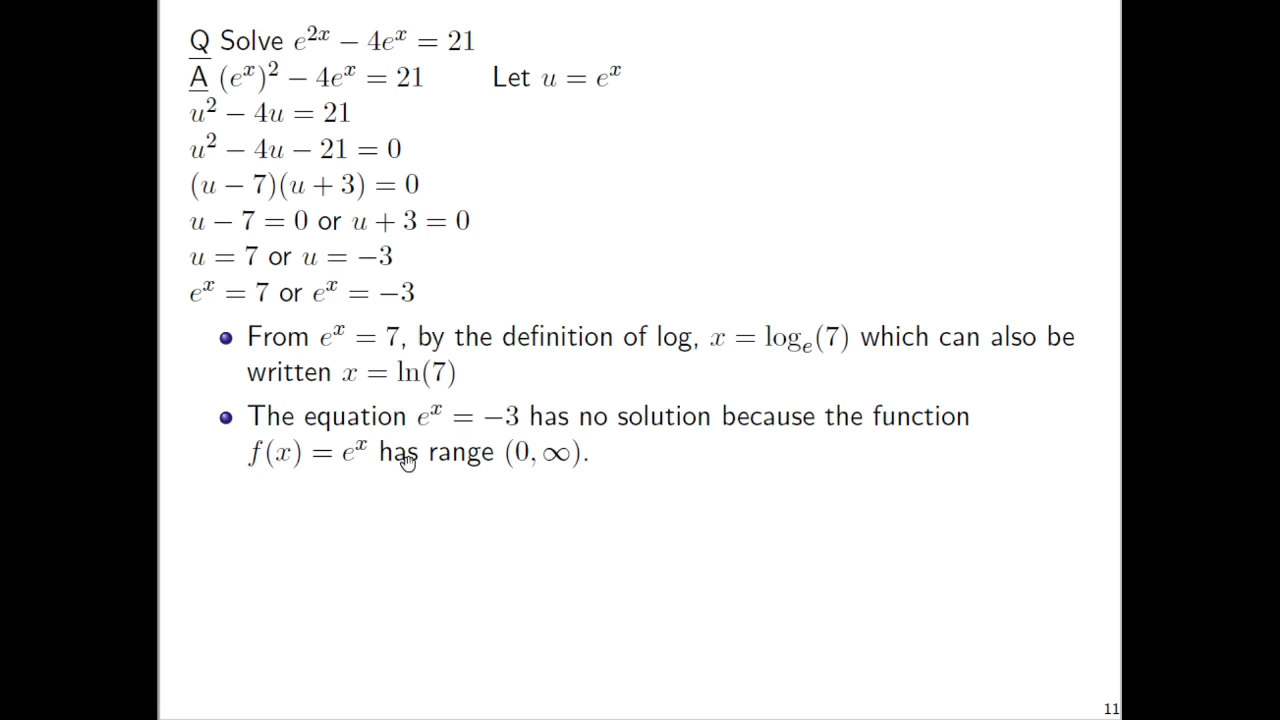 Q Solve e^{2x} − 4e^x = 21
A (e^x)^2 − 4e^x = 21 Let u = e^x
u^2 − 4u = 21
u^2 − 4u − 21 = 0
(u − 7)(u + 3) = 0
u − 7 = 0 or u + 3 = 0
u = 7 or u = −3
e^x = 7 or e^x = −3
• From e^x = 7, by the definition of log, x = log_e(7) which can also be
written x = ln(7)
• The equation e^x = −3 has no solution because the function
f(x) = e^x has range (0, ∞).
11